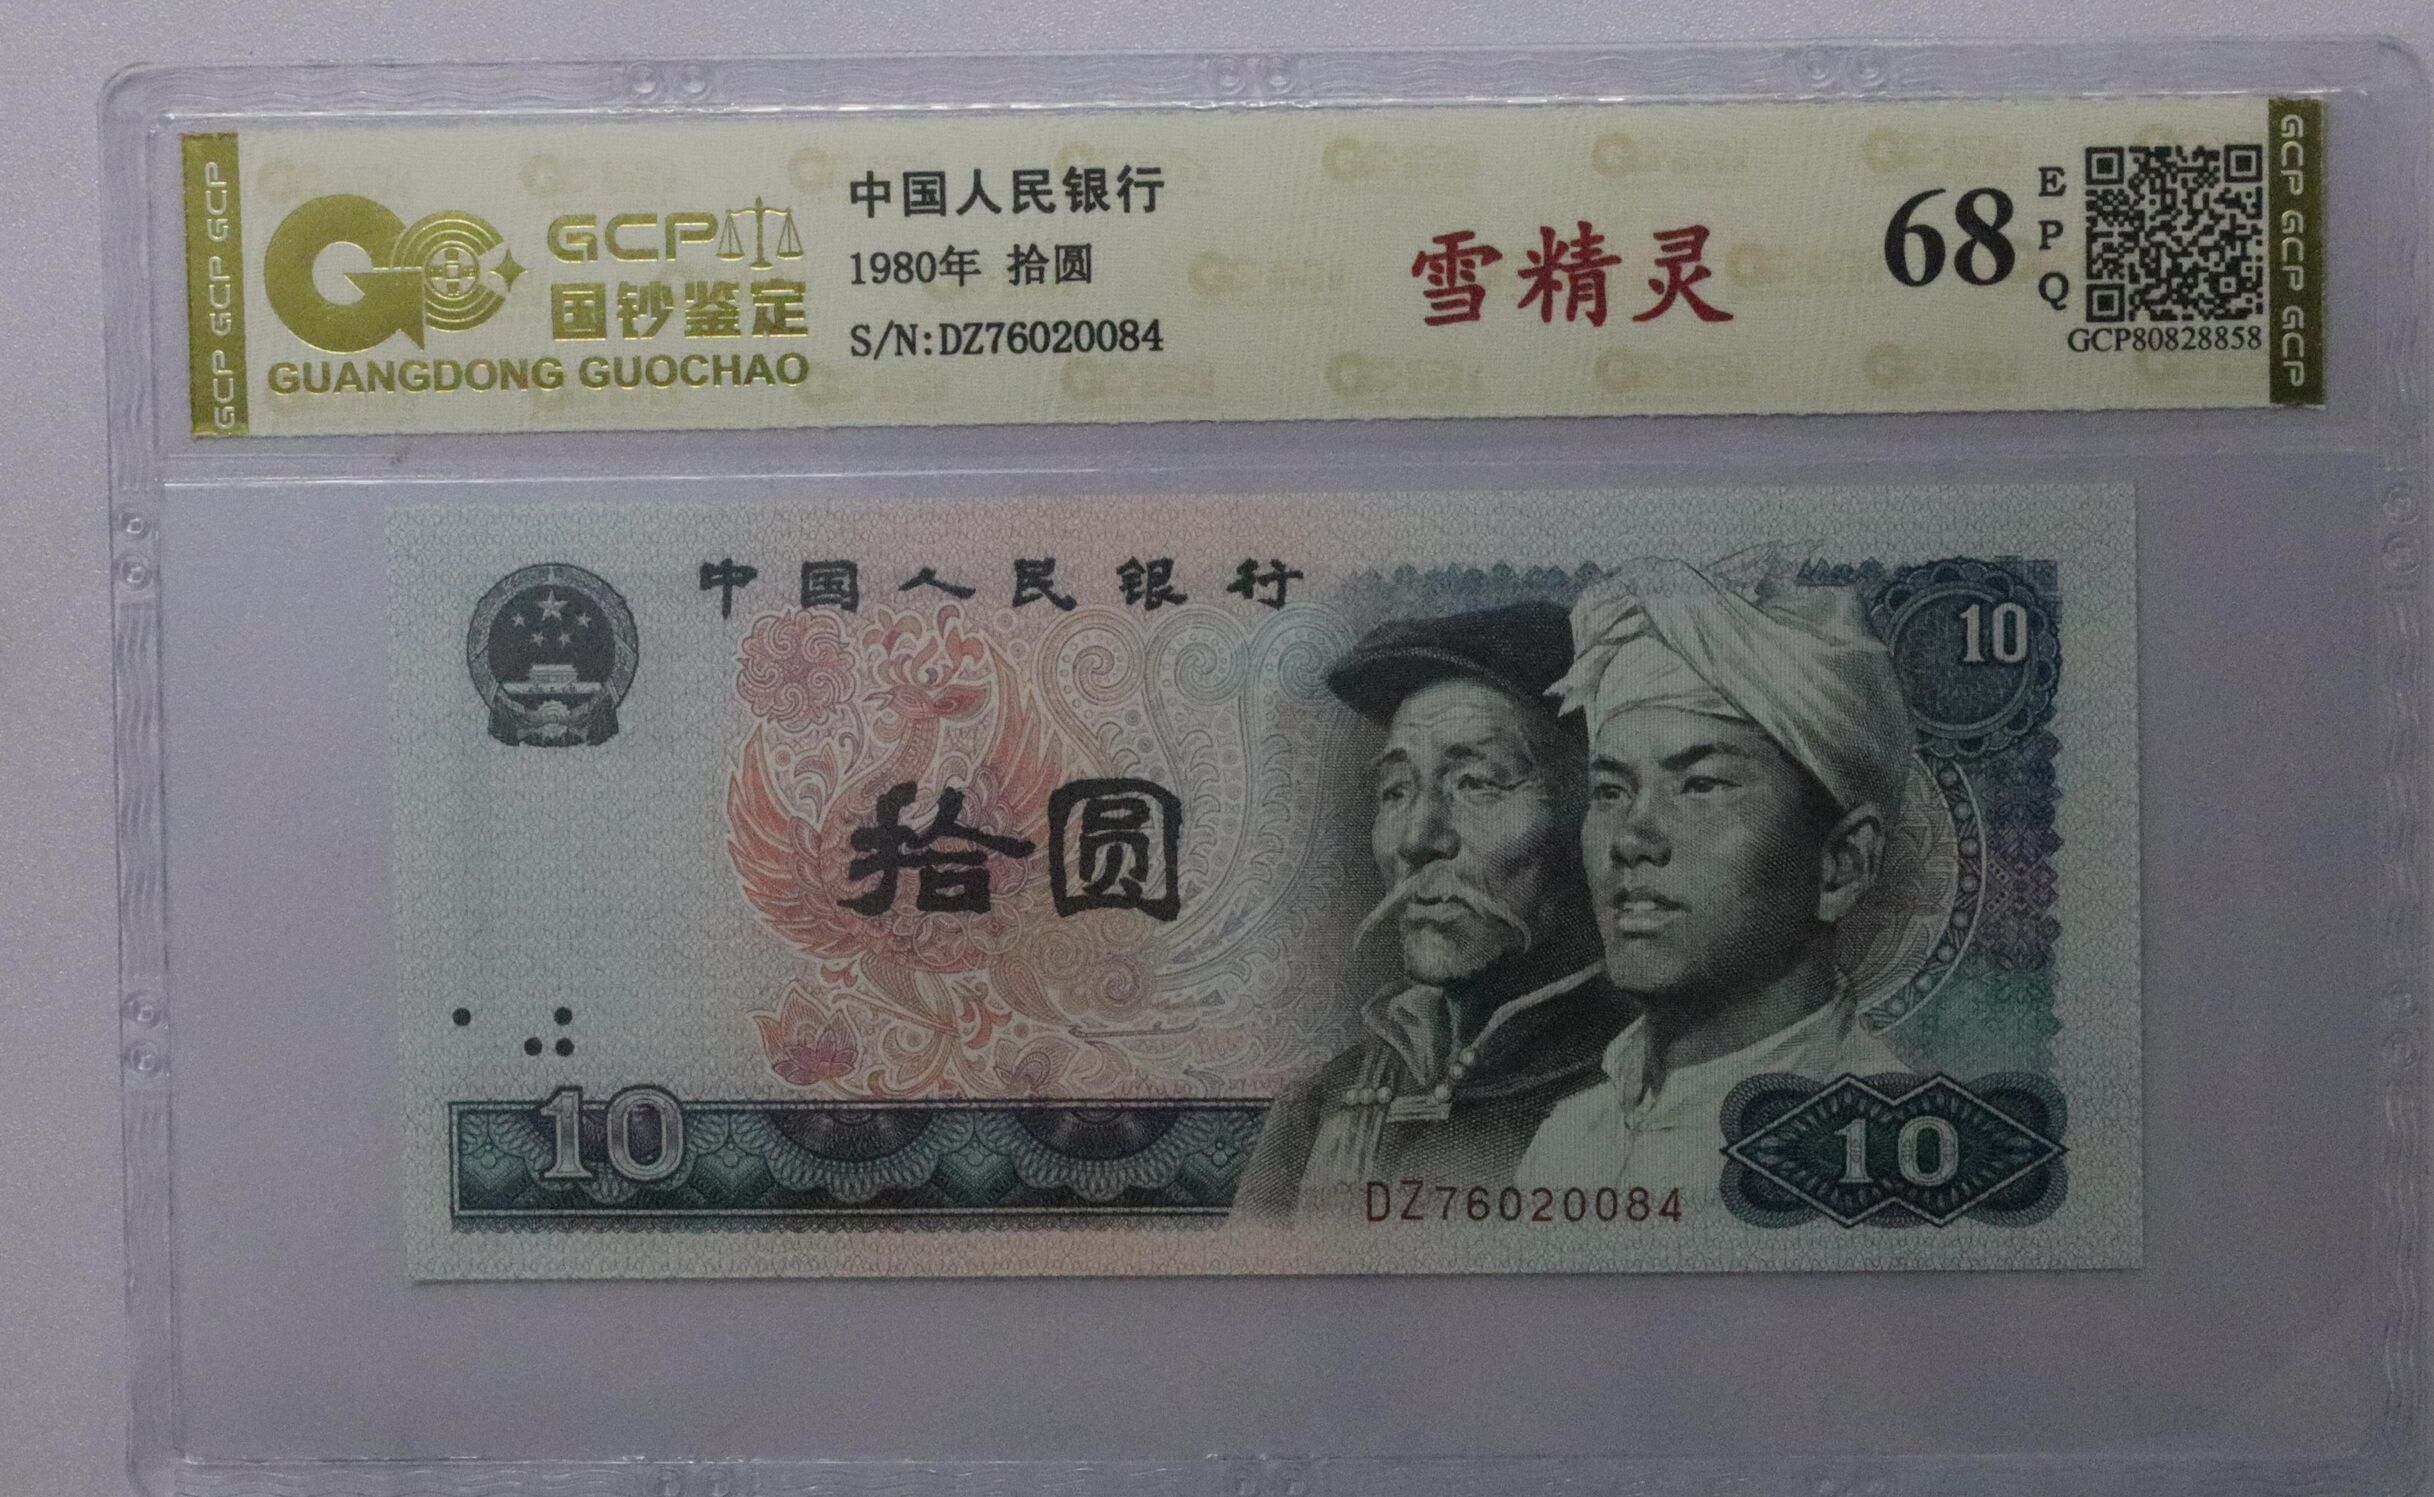 GCP GCP GCP
GCP
国钞鉴定
GUANGDONG GUOCHAO
中国人民银行
1980年 拾圆
S/N:DZ76020084
雪精灵
68
E
P
Q
GCP80828858
GCP GCP GCP
中国人民银行
10
拾圆
10
10
DZ76020084